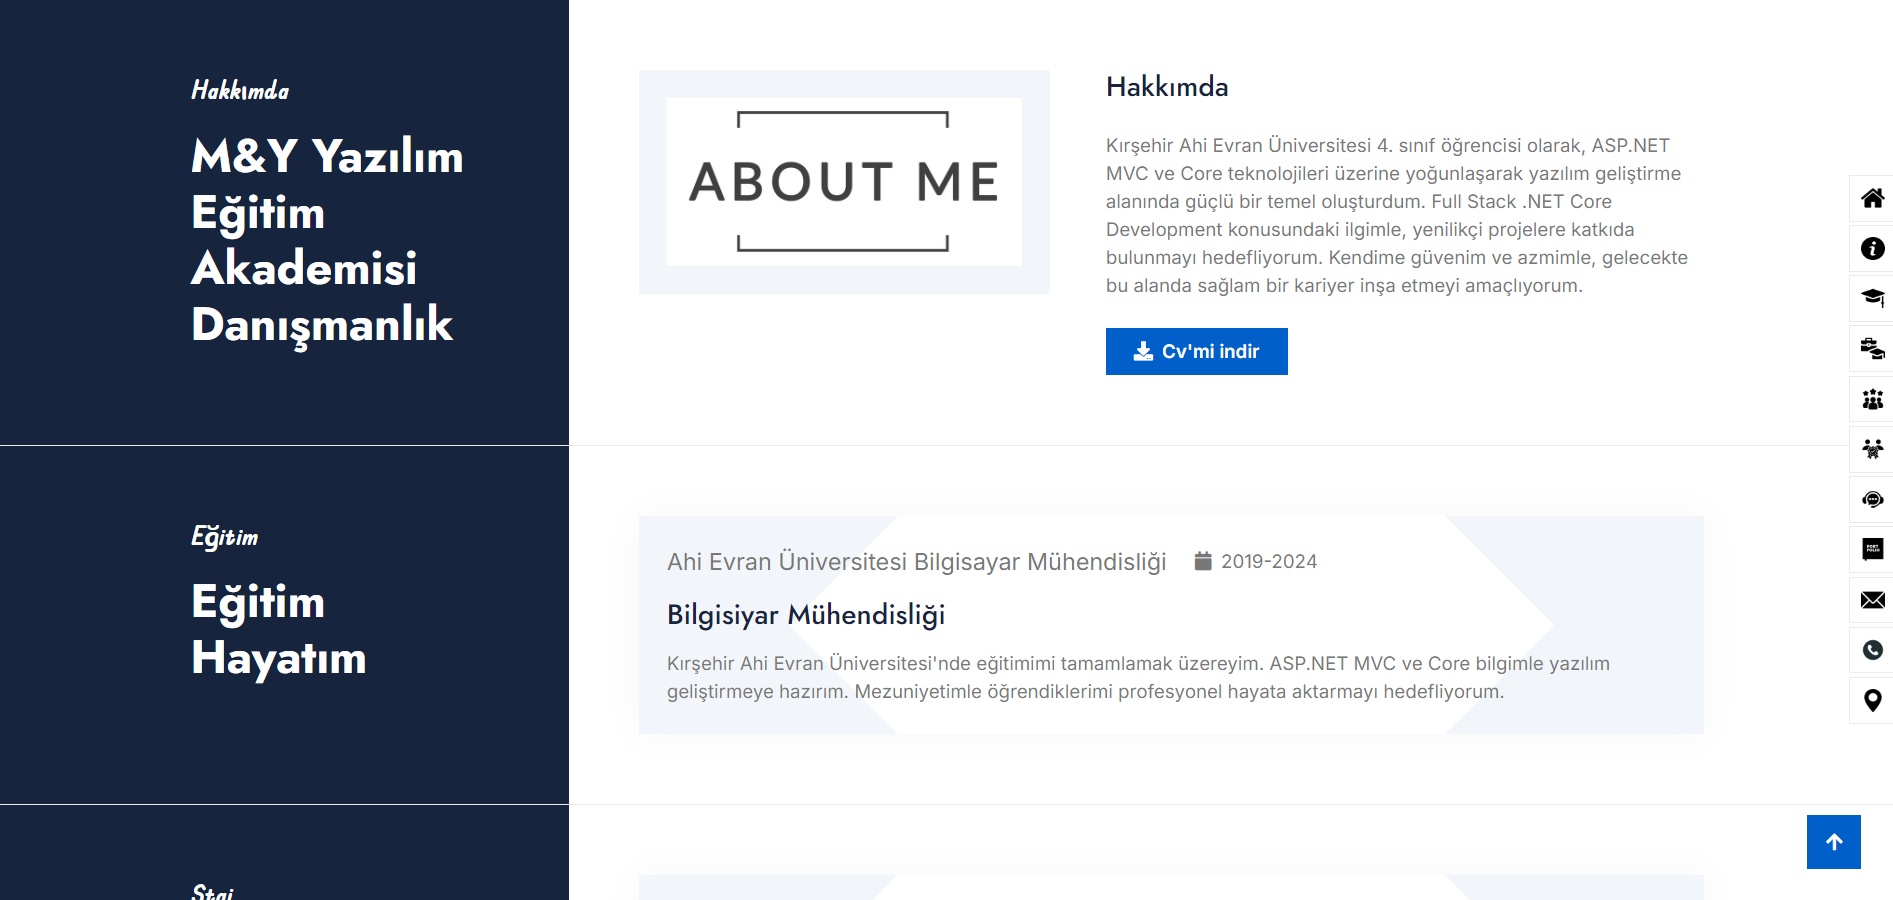 Hakkımda
M&Y Yazılım
Eğitim
Akademisi
Danışmanlık
ABOUT ME
Hakkımda
Kırşehir Ahi Evran Üniversitesi 4. sınıf öğrencisi olarak, ASP.NET
MVC ve Core teknolojileri üzerine yoğunlaşarak yazılım geliştirme
alanında güçlü bir temel oluşturdum. Full Stack .NET Core
Development konusundaki ilgimle, yenilikçi projelere katkıda
bulunmayı hedefliyorum. Kendime güvenim ve azmimle, gelecekte
bu alanda sağlam bir kariyer inşa etmeyi amaçlıyorum.
Cv'mi indir
Eğitim
Eğitim
Hayatım
Ahi Evran Üniversitesi Bilgisayar Mühendisliği 2019-2024
Bilgisiyar Mühendisliği
Kırşehir Ahi Evran Üniversitesi'nde eğitimimi tamamlamak üzereyim. ASP.NET MVC ve Core bilgimle yazılım
geliştirmeye hazırım. Mezuniyetimle öğrendiklerimi profesyonel hayata aktarmayı hedefliyorum.
Staj
PORT
FOLIO